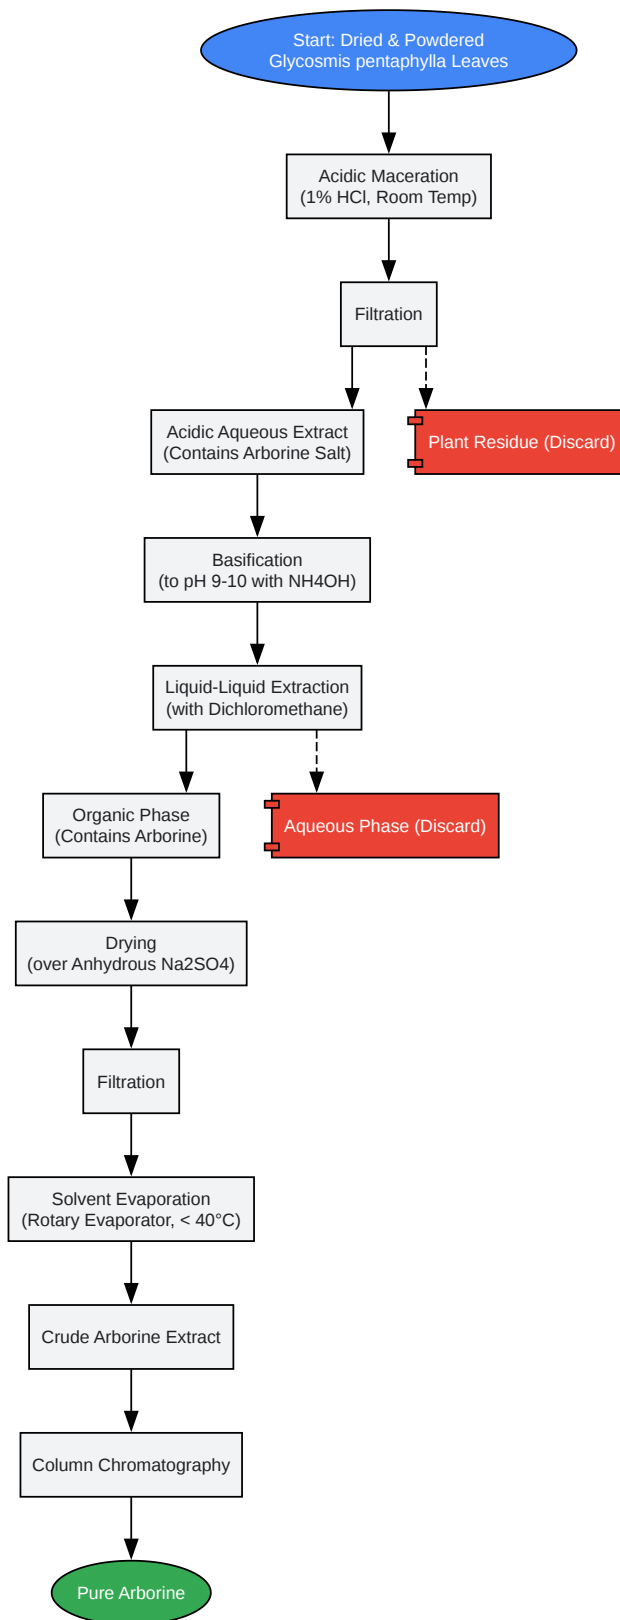 Start: Dried & Powdered
Glycosmis pentaphylla Leaves
Acidic Maceration
(1% HCl, Room Temp)
Filtration
Acidic Aqueous Extract
(Contains Arborine Salt)
Plant Residue (Discard)
Basification
(to pH 9-10 with NH4OH)
Liquid-Liquid Extraction
(with Dichloromethane)
Organic Phase
(Contains Arborine)
Aqueous Phase (Discard)
Drying
(over Anhydrous Na2SO4)
Filtration
Solvent Evaporation
(Rotary Evaporator, < 40°C)
Crude Arborine Extract
Column Chromatography
Pure Arborine